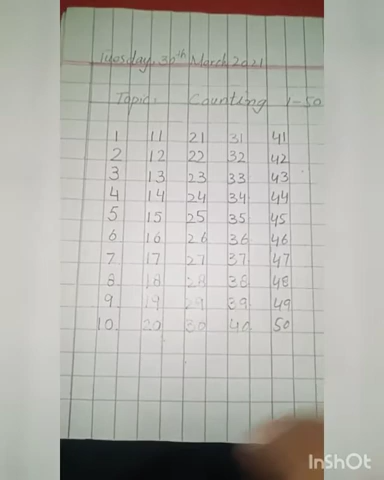 Tuesday, 30th March 2021
Topic: Counting 1-50
1 11 21 31 41
2 12 22 32 42
3 13 23 33 43
4 14 24 34 44
5 15 25 35 45
6 16 26 36 46
7 17 27 37 47
8 18 28 38 48
9 19 29 39 49
10 20 30 40 50
InShOt